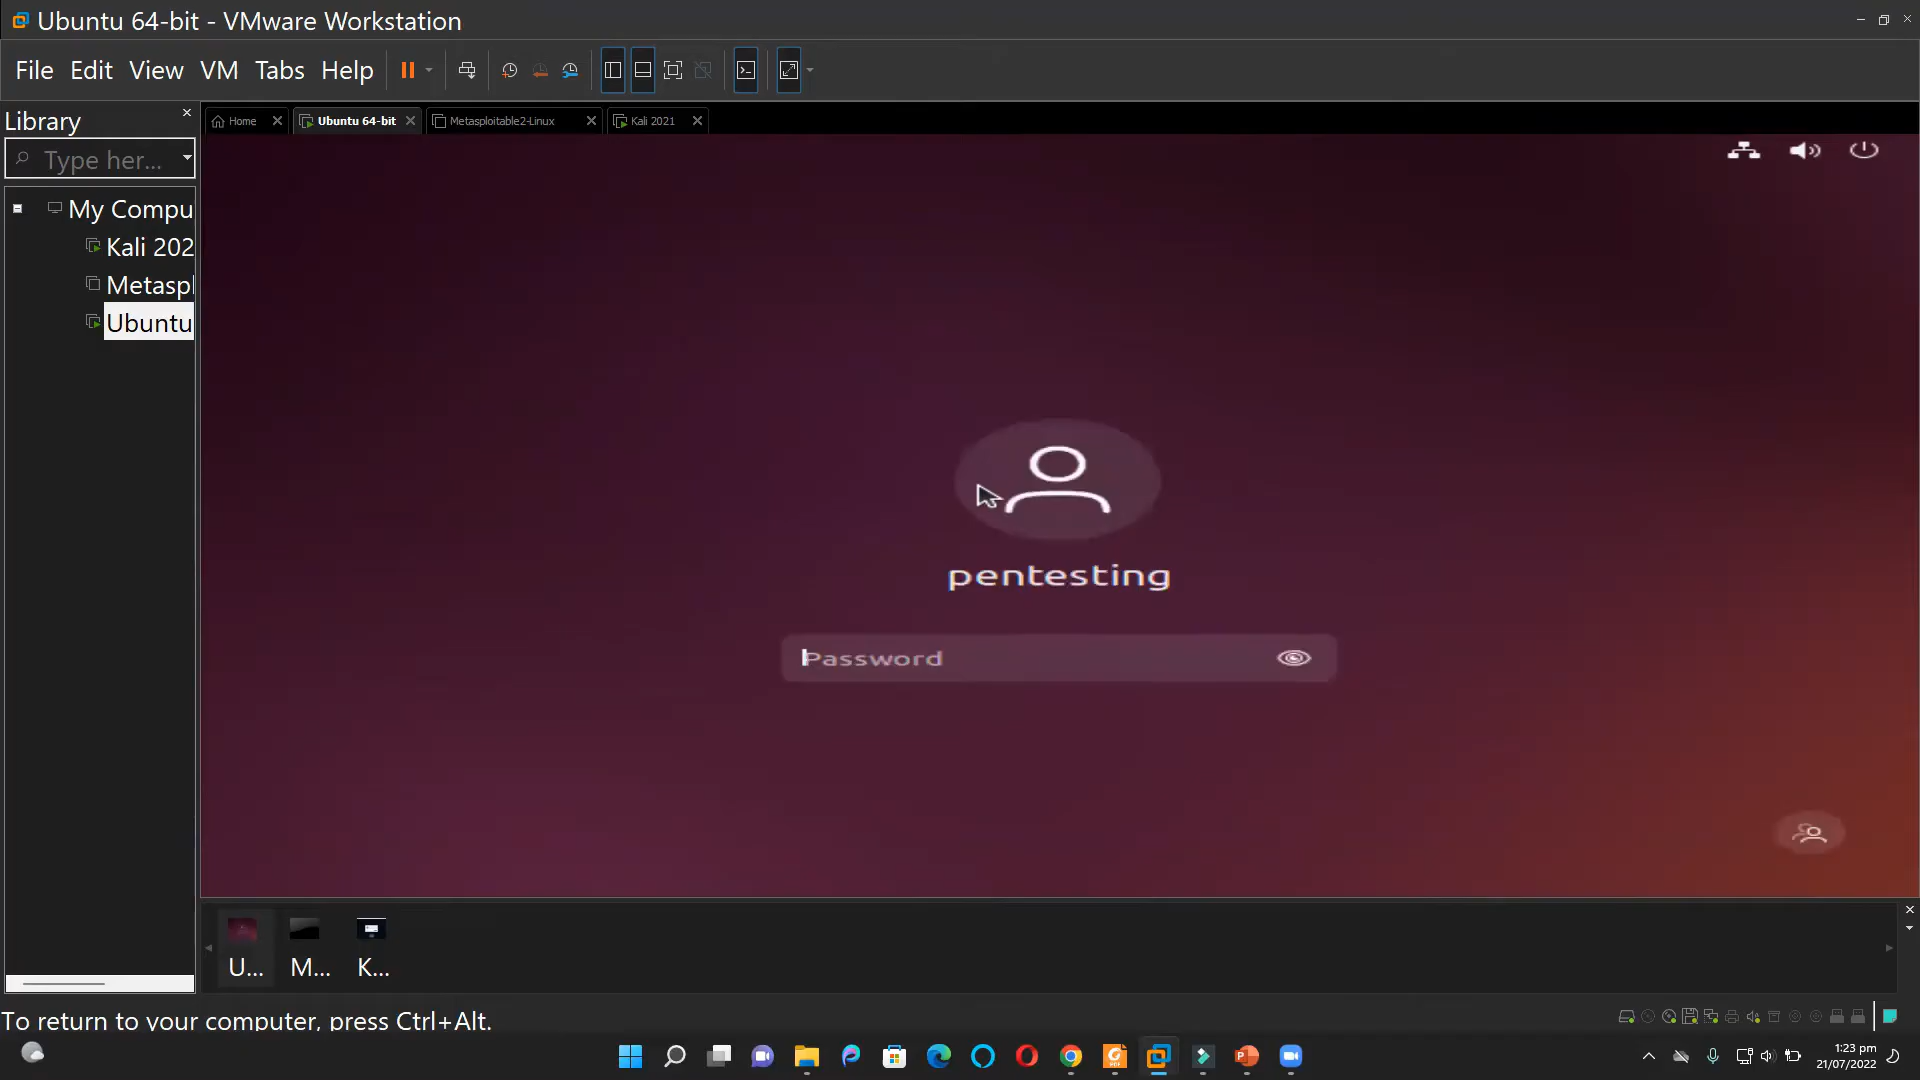 Ubuntu 64-bit - VMware Workstation
File Edit View VM Tabs Help
Library
Home
Ubuntu 64-bit
Metasploitable2-Linux
Kali 2021
Type her...
My Compu
Kali 202
Metaspl
Ubuntu
pentesting
Password
U...
M...
K...
To return to your computer, press Ctrl+Alt.
1:23 pm
21/07/2022